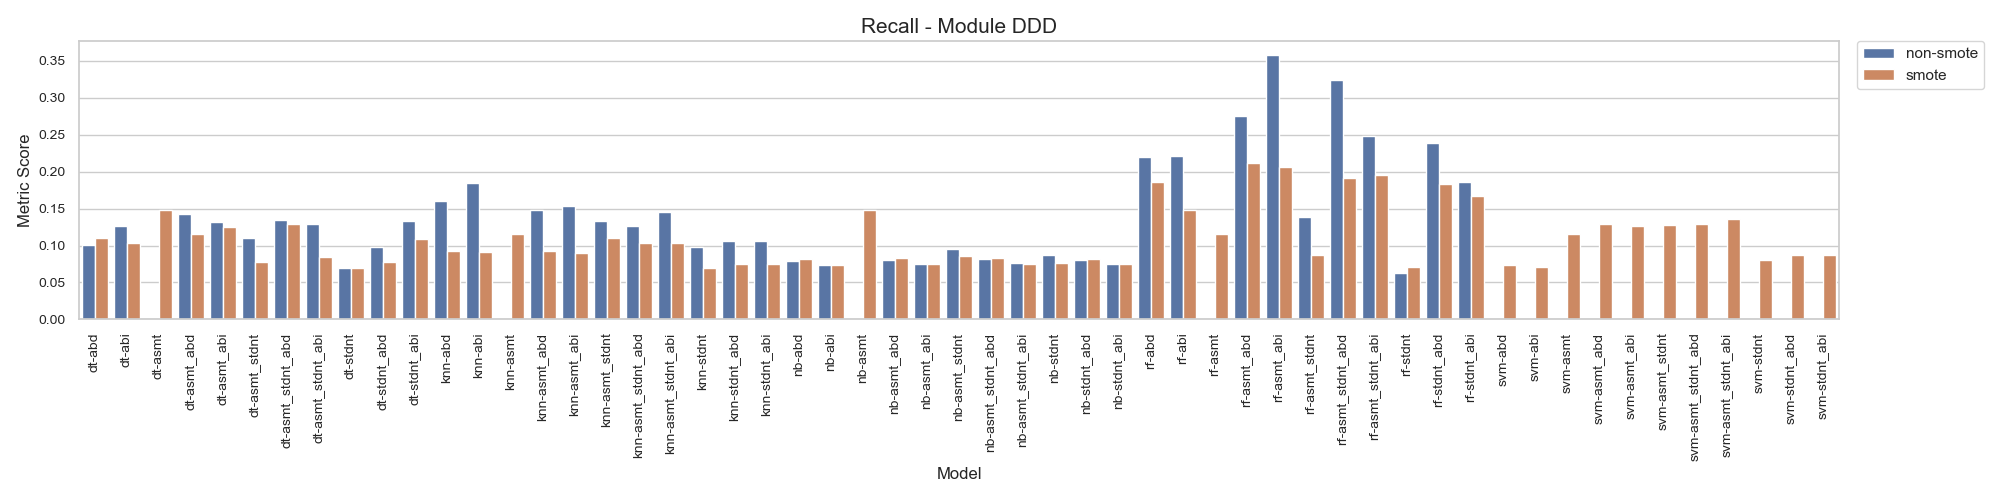 Recall - Module DDD
non-smote
smote
Metric Score
0.35
0.30
0.25
0.20
0.15
0.10
0.05
0.00
dt-abd
dt-abi
dt-asmt
dt-asmt_abd
dt-asmt_abi
dt-asmt_stdnt
dt-asmt_stdnt_abd
dt-asmt_stdnt_abi
dt-stdnt
dt-stdnt_abd
dt-stdnt_abi
knn-abd
knn-abi
knn-asmt
knn-asmt_abd
knn-asmt_abi
knn-asmt_stdnt
knn-asmt_stdnt_abd
knn-asmt_stdnt_abi
knn-stdnt
knn-stdnt_abd
knn-stdnt_abi
nb-abd
nb-abi
nb-asmt
nb-asmt_abd
nb-asmt_abi
nb-asmt_stdnt
nb-asmt_stdnt_abd
nb-asmt_stdnt_abi
nb-stdnt
nb-stdnt_abd
nb-stdnt_abi
rf-abd
rf-abi
rf-asmt
rf-asmt_abd
rf-asmt_abi
rf-asmt_stdnt
rf-asmt_stdnt_abd
rf-asmt_stdnt_abi
rf-stdnt
rf-stdnt_abd
rf-stdnt_abi
svm-abd
svm-abi
svm-asmt
svm-asmt_abd
svm-asmt_abi
svm-asmt_stdnt
svm-asmt_stdnt_abd
svm-asmt_stdnt_abi
svm-stdnt
svm-stdnt_abd
svm-stdnt_abi
Model